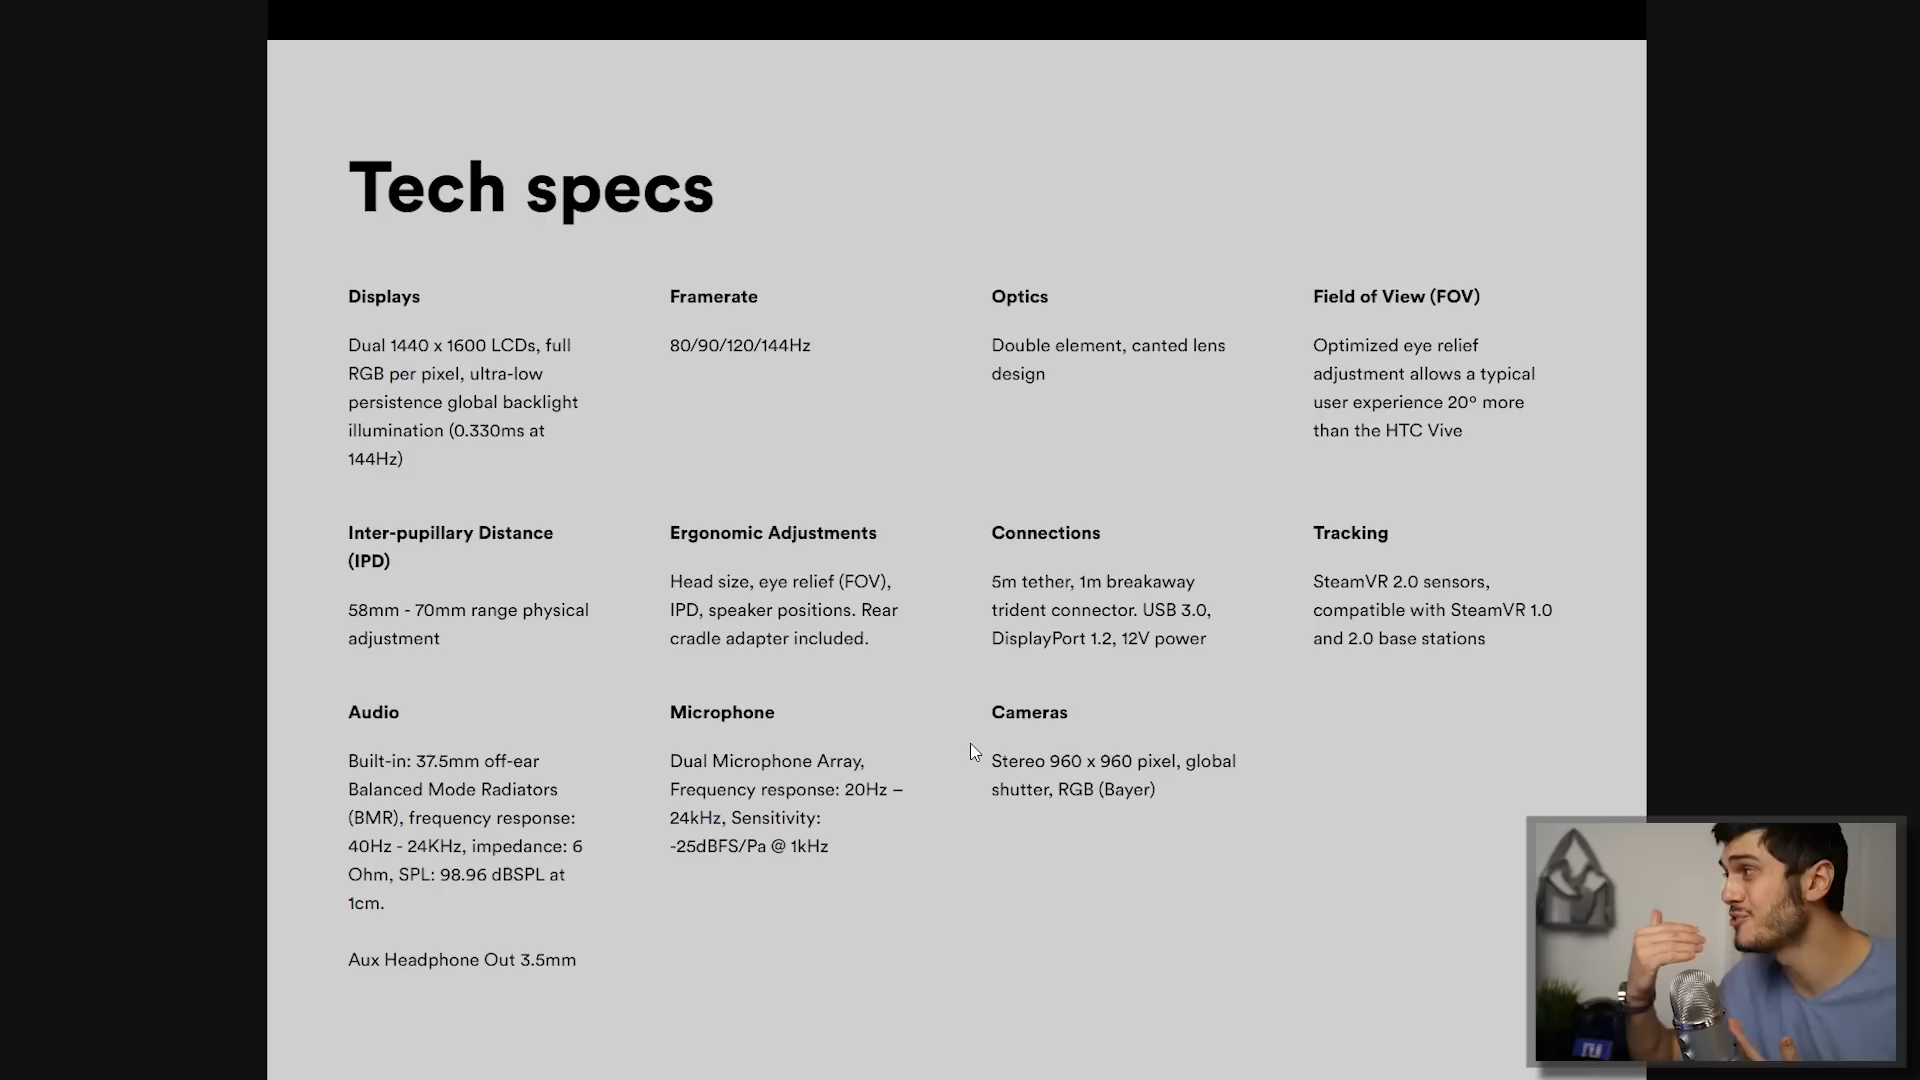 Tech specs
Displays
Dual 1440 x 1600 LCDs, full
RGB per pixel, ultra-low
persistence global backlight
illumination (0.330ms at
144Hz)
Framerate
80/90/120/144Hz
Optics
Double element, canted lens
design
Field of View (FOV)
Optimized eye relief
adjustment allows a typical
user experience 20º more
than the HTC Vive
Inter-pupillary Distance
(IPD)
58mm - 70mm range physical
adjustment
Ergonomic Adjustments
Head size, eye relief (FOV),
IPD, speaker positions. Rear
cradle adapter included.
Connections
5m tether, 1m breakaway
trident connector. USB 3.0,
DisplayPort 1.2, 12V power
Tracking
SteamVR 2.0 sensors,
compatible with SteamVR 1.0
and 2.0 base stations
Audio
Built-in: 37.5mm off-ear
Balanced Mode Radiators
(BMR), frequency response:
40Hz - 24KHz, impedance: 6
Ohm, SPL: 98.96 dBSPL at
1cm.
Aux Headphone Out 3.5mm
Microphone
Dual Microphone Array,
Frequency response: 20Hz –
24kHz, Sensitivity:
-25dBFS/Pa @ 1kHz
Cameras
Stereo 960 x 960 pixel, global
shutter, RGB (Bayer)